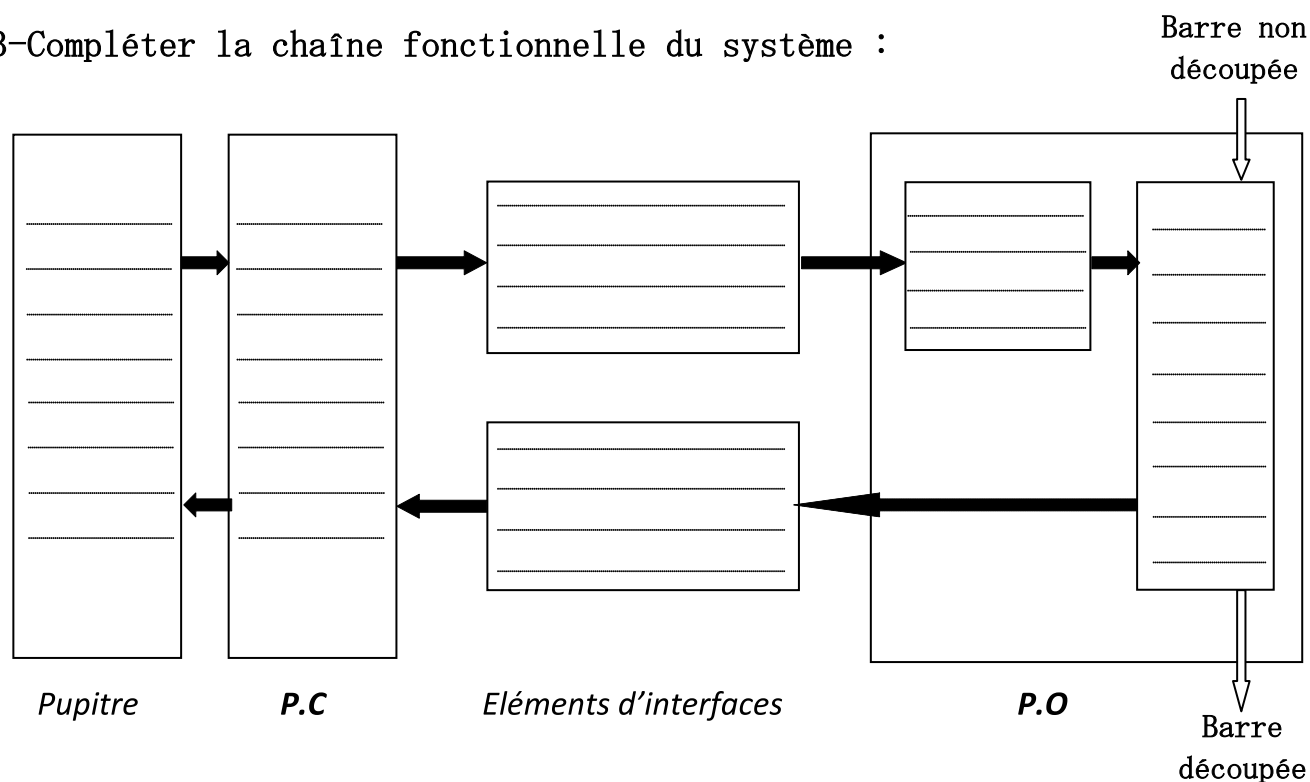 3-Compléter la chaîne fonctionnelle du système :
Barre non
découpée
Pupitre
P.C
Eléments d'interfaces
P.O
Barre
découpée